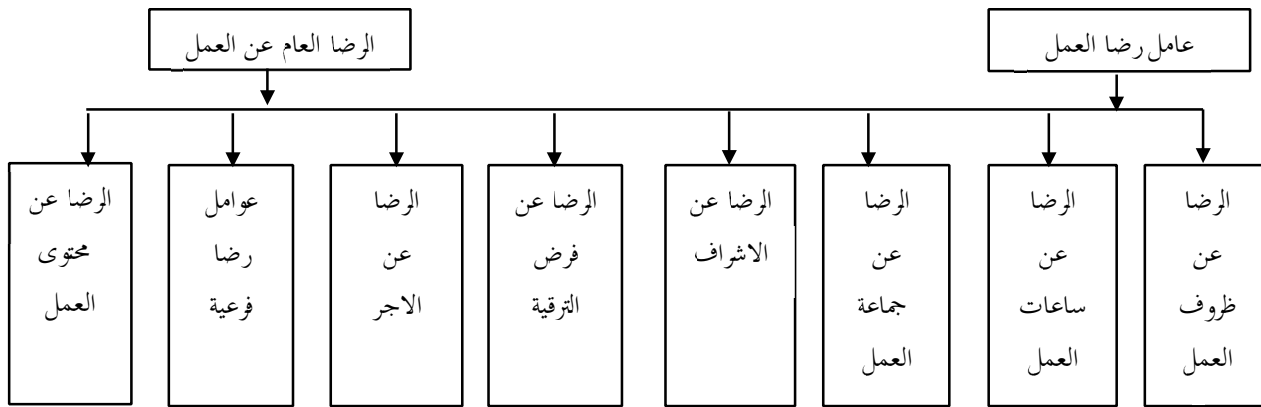 عامل رضا العمل
الرضا العام عن العمل
الرضا
عن
ظروف
العمل
الرضا
عن
ساعات
العمل
الرضا
عن
جماعة
العمل
الرضا عن
الاشراف
الرضا عن
فرض
الترقية
الرضا
عن
الاجر
عوامل
رضا
فرعية
الرضا عن
محتوى
العمل